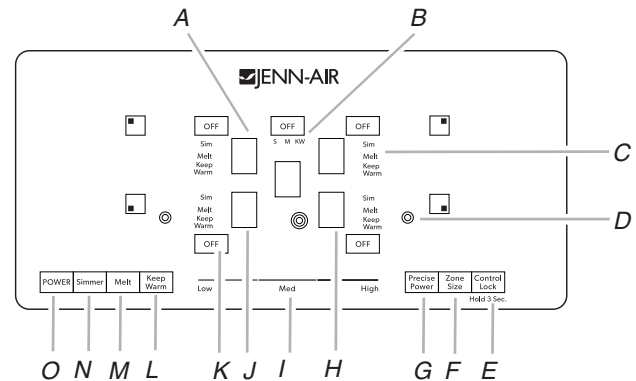 A B
JENN-AIR
OFF OFF OFF
S M KW
Sim Sim
Melt Melt
Keep Keep
Warm Warm
C
Sim Sim
Melt Melt
Keep Keep
Warm Warm
D
OFF OFF
POWER Simmer Melt Keep Warm
Low Med High
Precise Power Zone Size Control Lock
Hold 3 Sec.
O N M L K J I H G F E